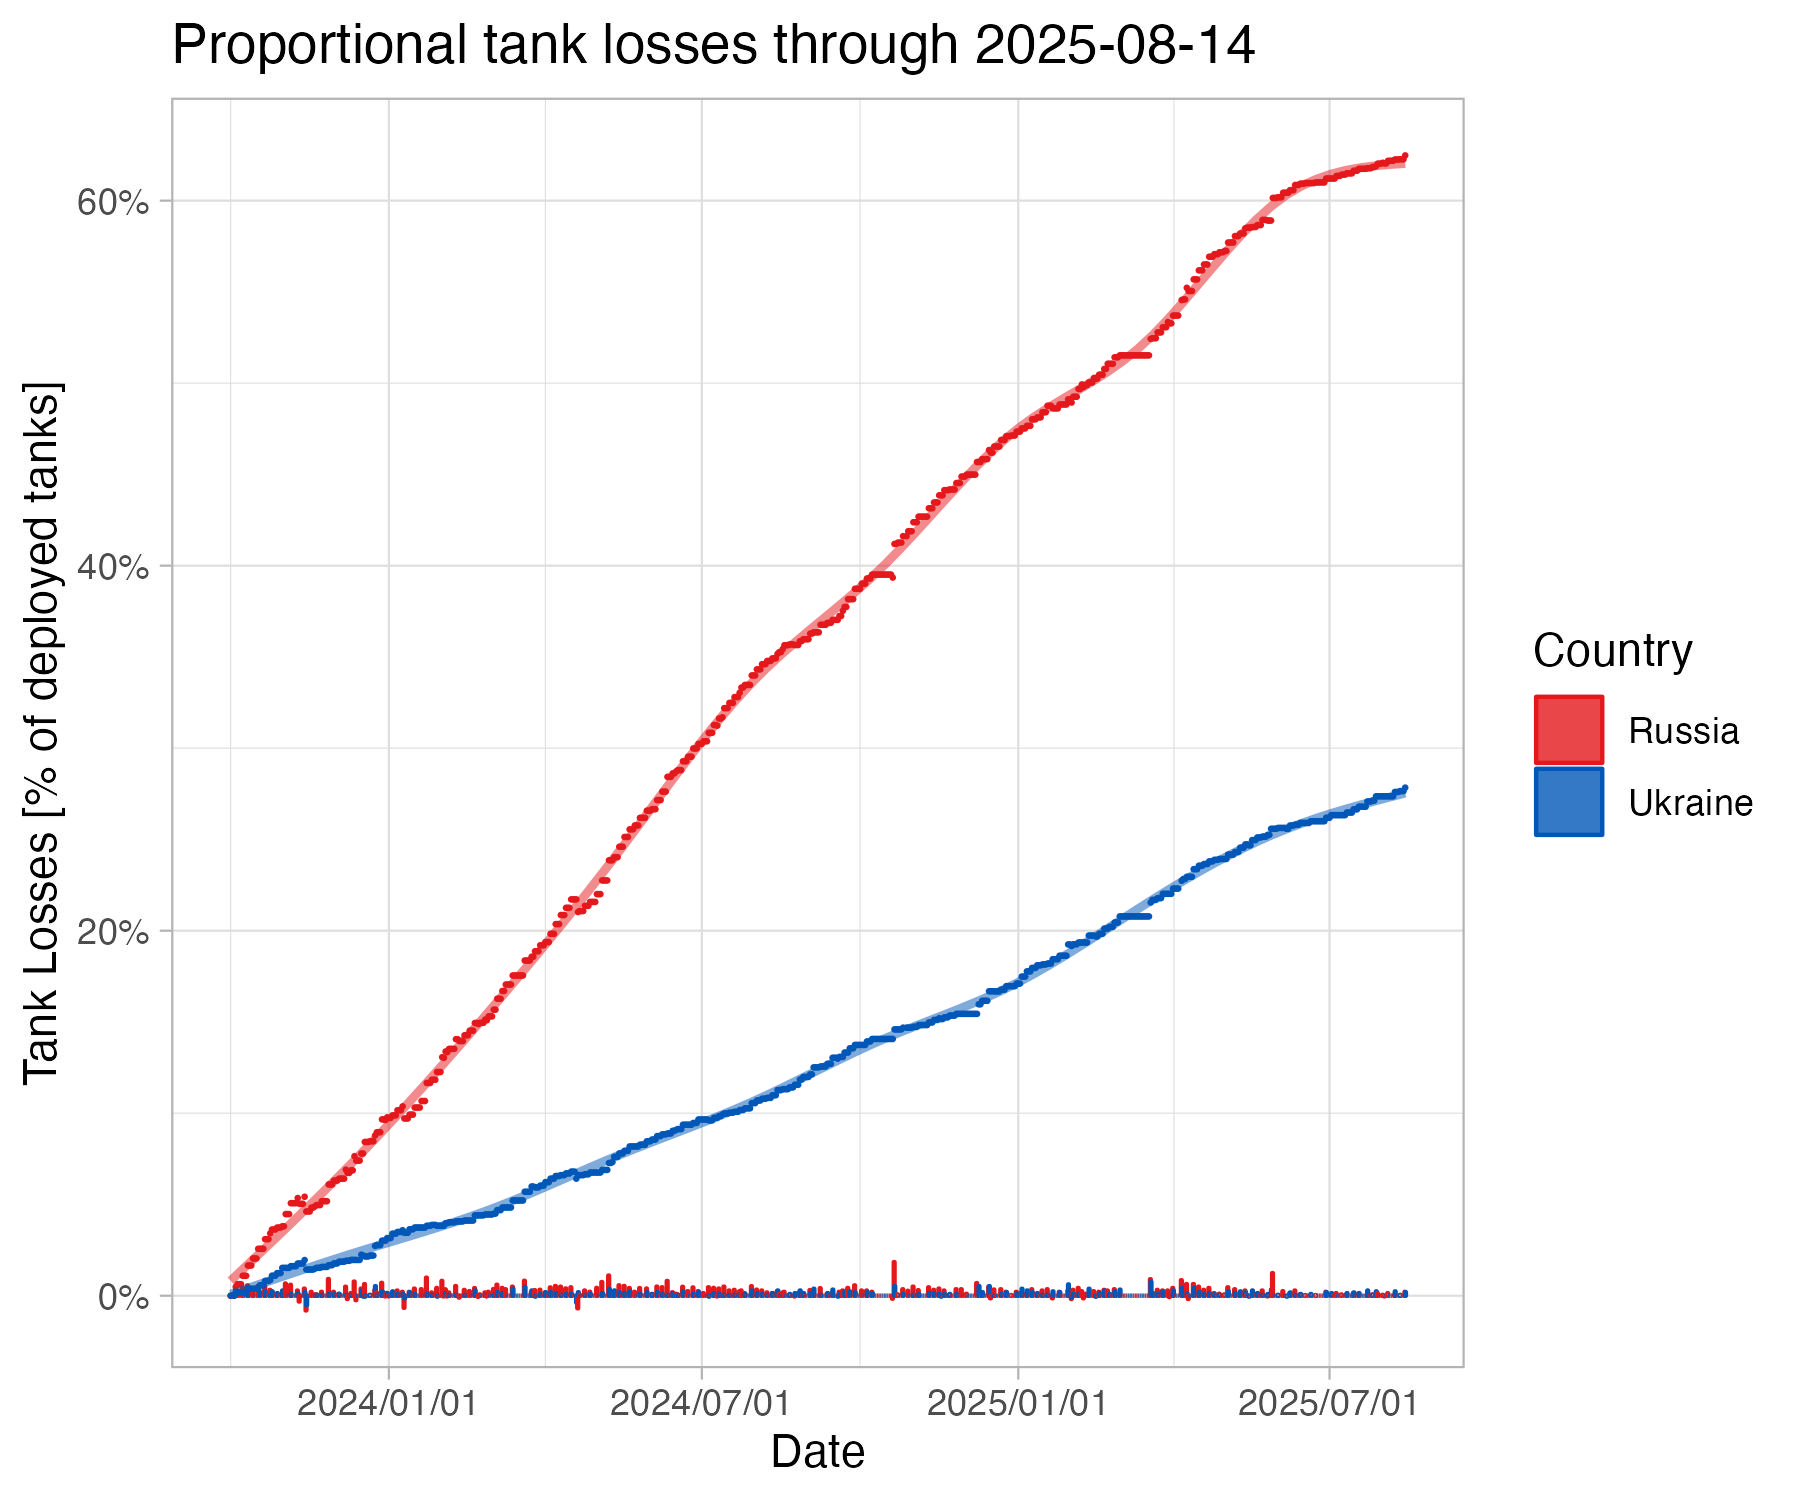 Proportional tank losses through 2025-08-14
Tank Losses [% of deployed tanks]
60%
40%
20%
0%
2024/01/01
2024/07/01
2025/01/01
2025/07/01
Date
Country
Russia
Ukraine